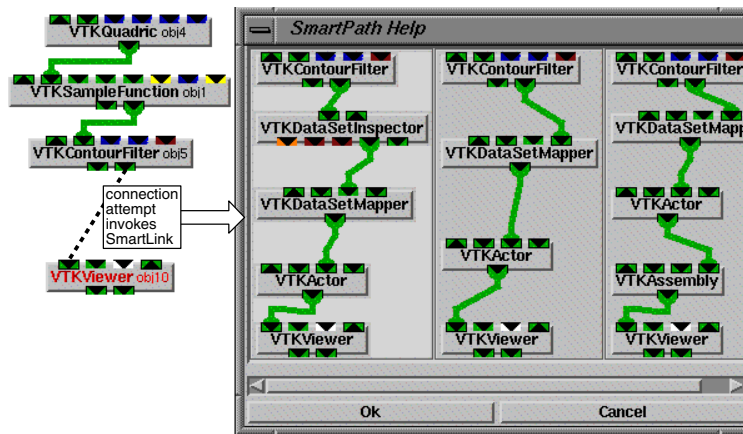 VTKQuadric obj4
VTKSampleFunction obj1
VTKContourFilter obj5
connection
attempt
invokes
SmartLink
VTKViewer obj10
SmartPath Help
VTKContourFilter
VTKDataSetInspector
VTKDataSetMapper
VTKActor
VTKViewer
VTKContourFilter
VTKDataSetMapper
VTKActor
VTKViewer
VTKContourFilter
VTKDataSetMapp
VTKActor
VTKAssembly
VTKViewer
Ok
Cancel